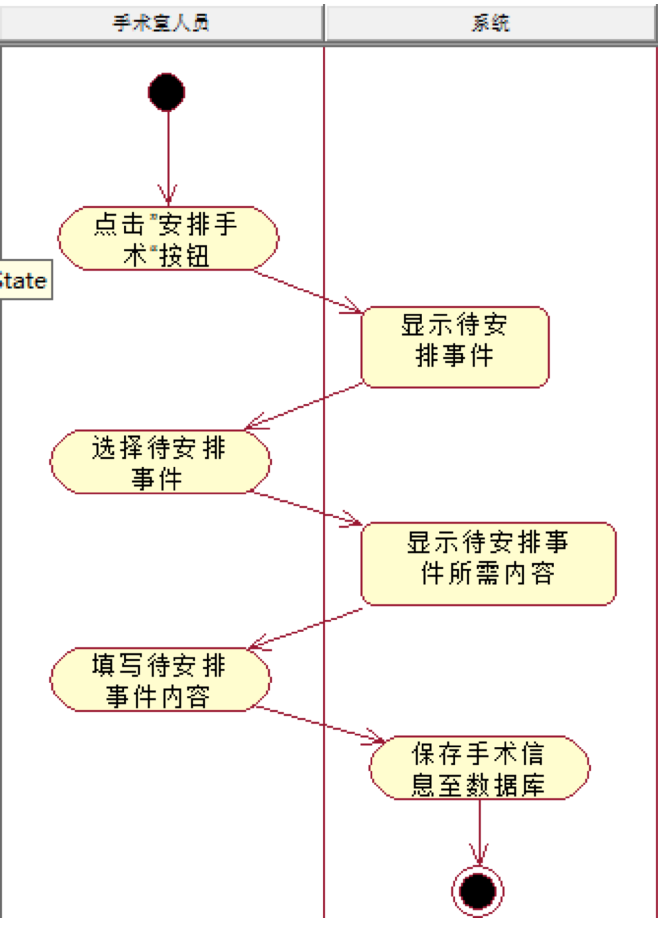 手术室人员
系统
点击"安排手
术"按钮
State
显示待安
排事件
选择待安排
事件
显示待安排事
件所需内容
填写待安排
事件内容
保存手术信
息至数据库